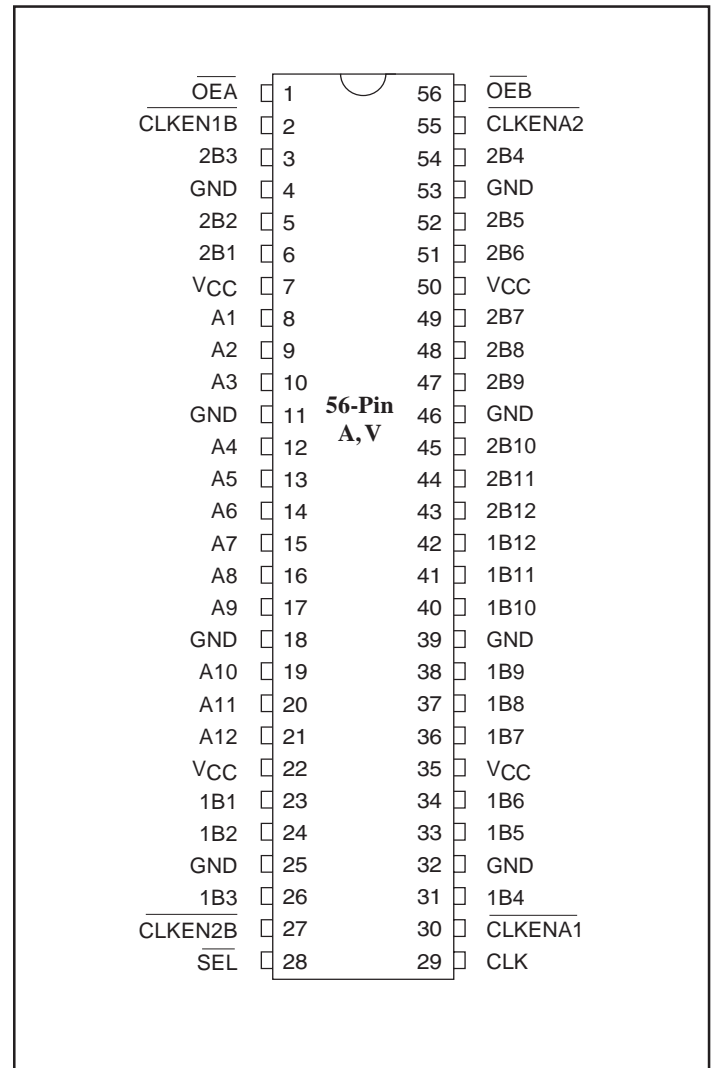 OEA 1 56 OEB
CLKEN1B 2 55 CLKENA2
2B3 3 54 2B4
GND 4 53 GND
2B2 5 52 2B5
2B1 6 51 2B6
VCC 7 50 VCC
A1 8 49 2B7
A2 9 48 2B8
A3 10 47 2B9
GND 11 56-Pin 46 GND
A4 12 A, V 45 2B10
A5 13 44 2B11
A6 14 43 2B12
A7 15 42 1B12
A8 16 41 1B11
A9 17 40 1B10
GND 18 39 GND
A10 19 38 1B9
A11 20 37 1B8
A12 21 36 1B7
VCC 22 35 VCC
1B1 23 34 1B6
1B2 24 33 1B5
GND 25 32 GND
1B3 26 31 1B4
CLKEN2B 27 30 CLKENA1
SEL 28 29 CLK